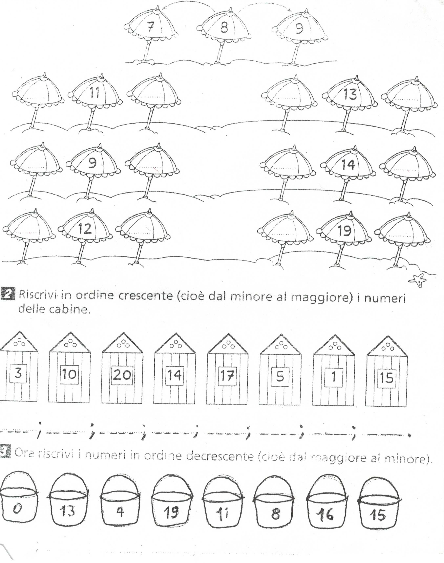 7 8 9
11 13
9 14
12 19
2 Riscrivi in ordine crescente (cioè dal minore al maggiore) i numeri
delle cabine.
3 10 20 14 17 5 1 15
; ; ; ; ; ; ; .
3 Ora riscrivi i numeri in ordine decrescente (cioè dal maggiore al minore).
0 13 4 19 11 8 16 15